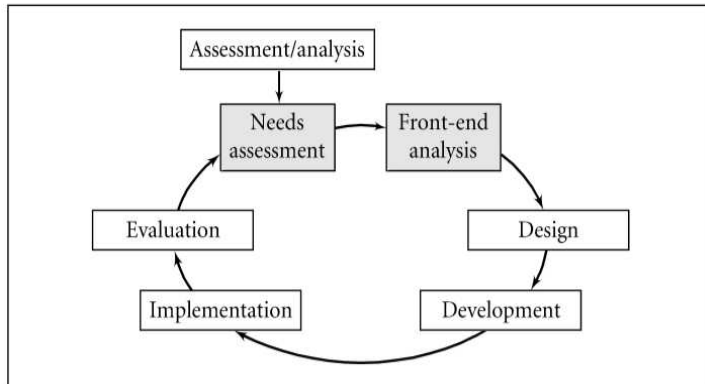 Assessment/analysis
Needs
assessment
Front-end
analysis
Evaluation
Design
Implementation
Development